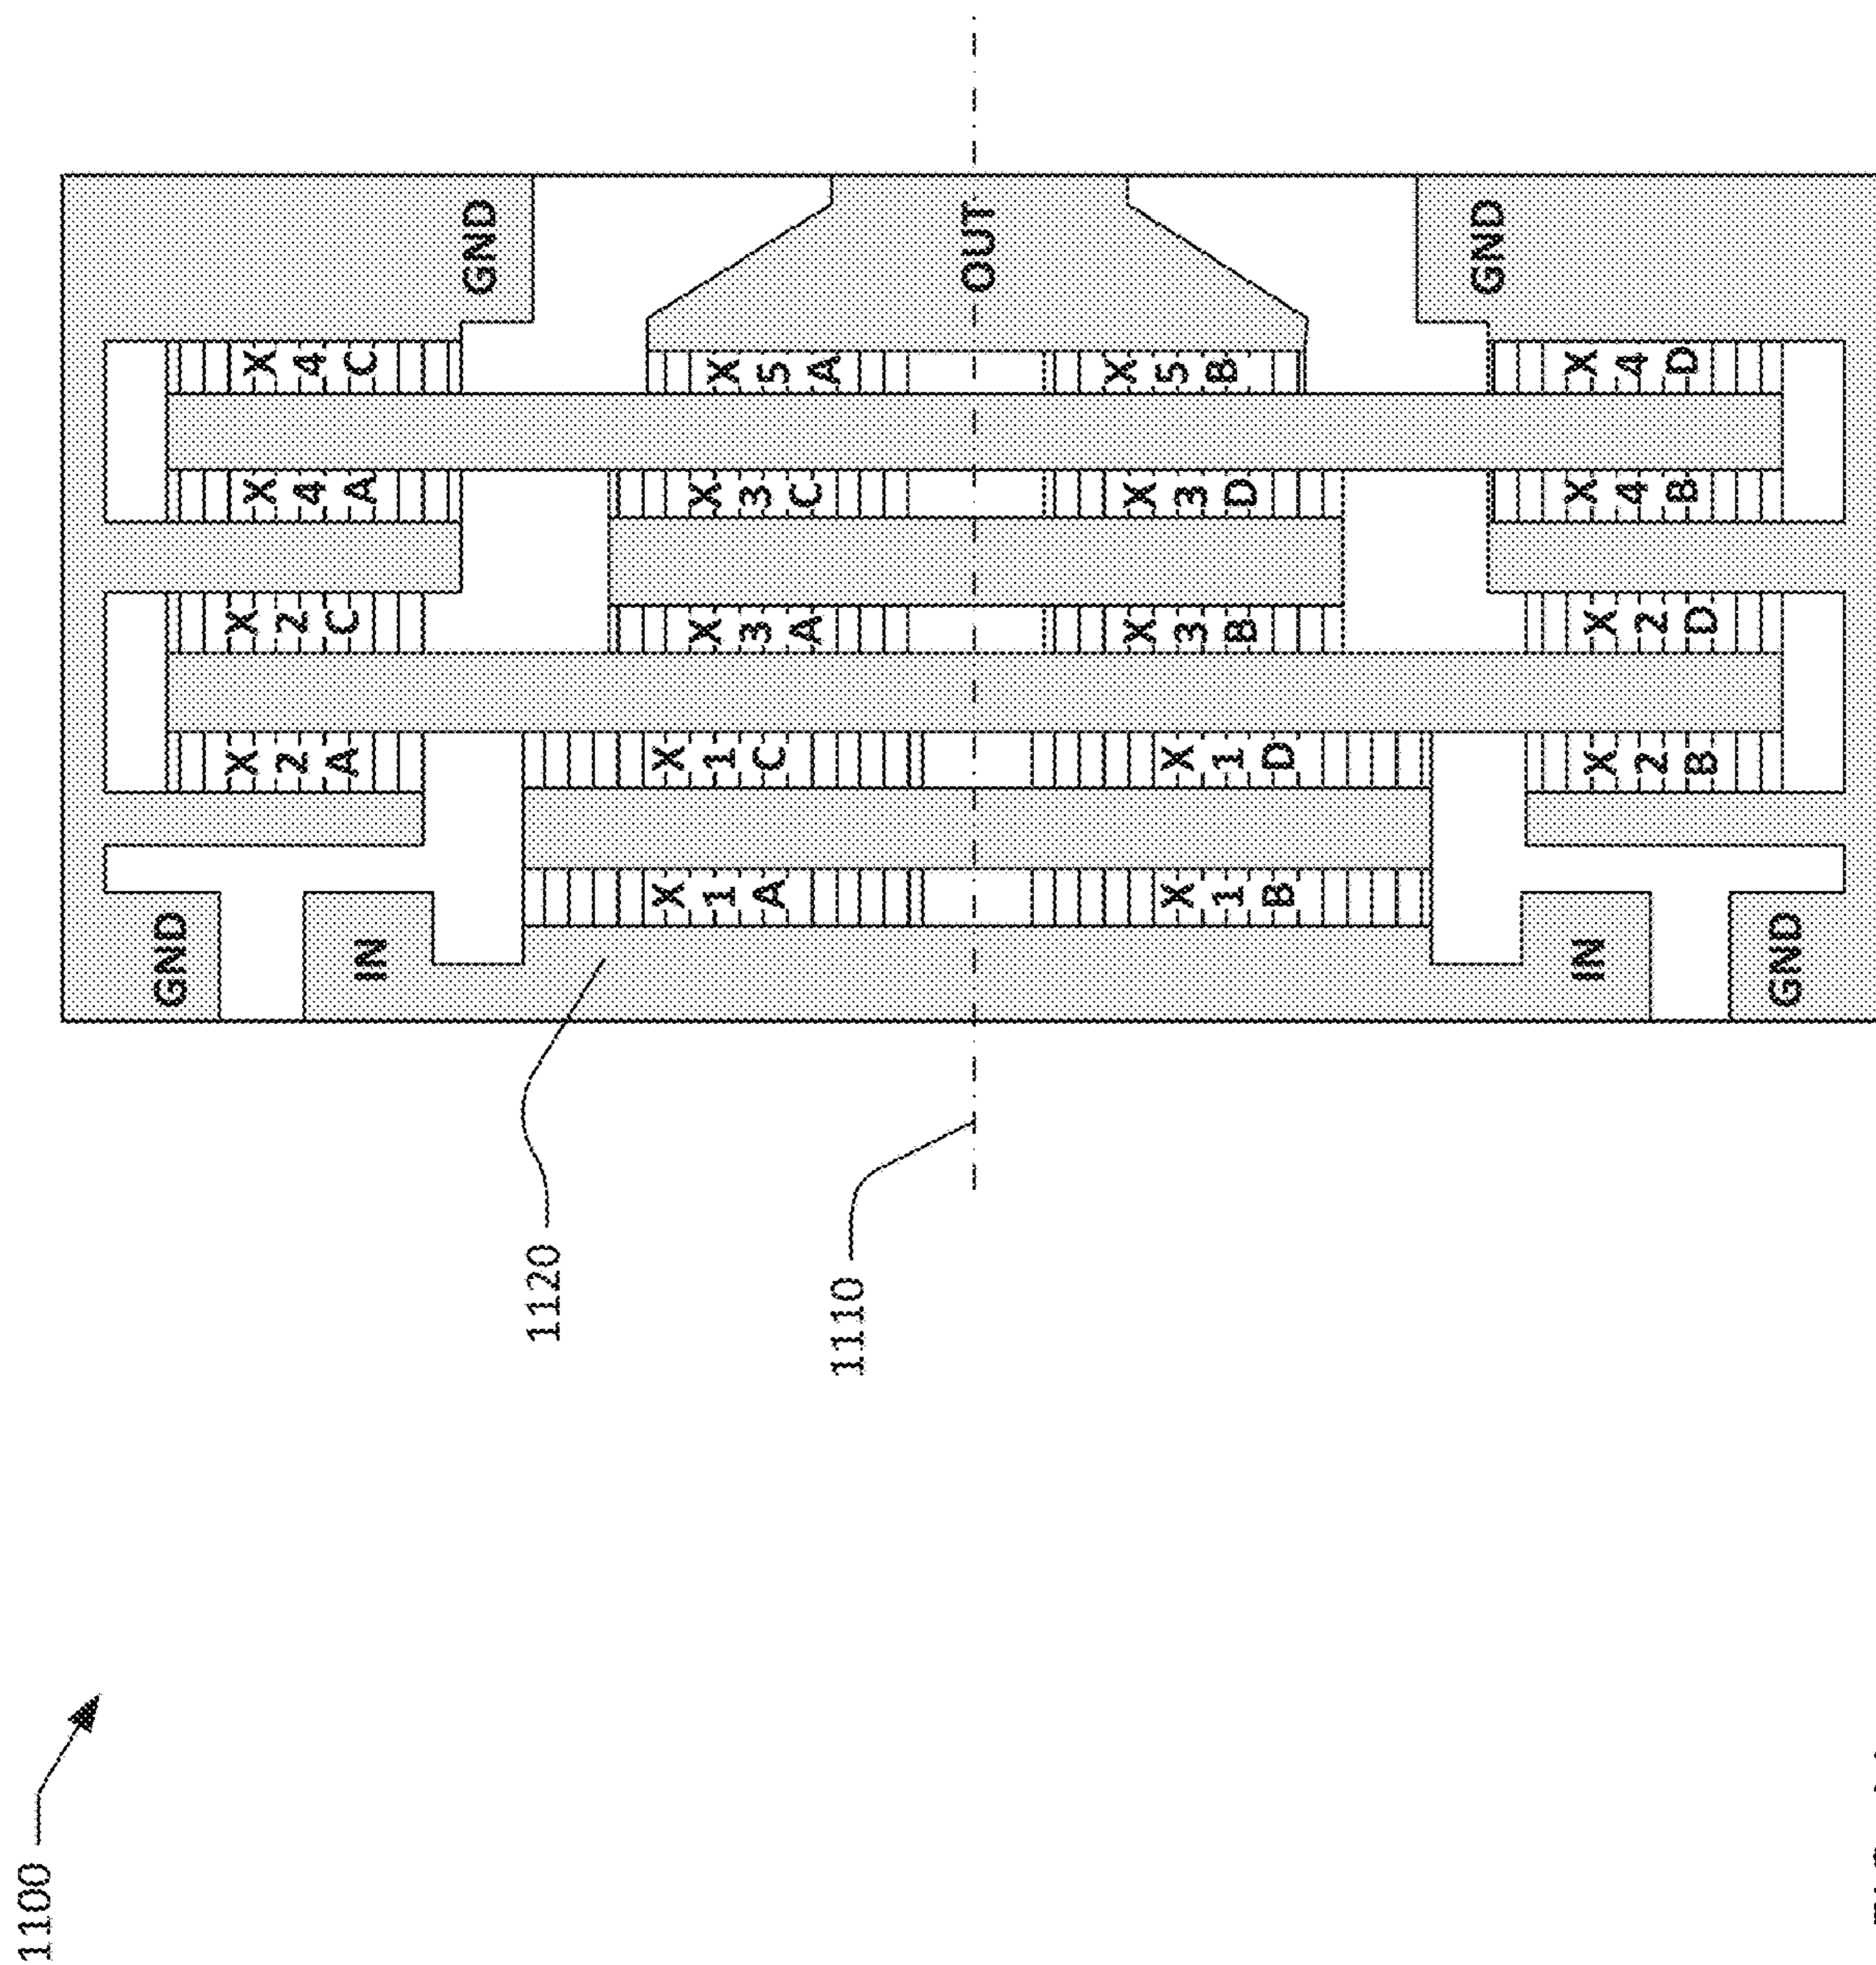 1100
1120
1110
GND
IN
X2A
X2C
X4A
X4C
GND
X1A
X1C
X3A
X3C
X5A
OUT
X1B
X1D
X3B
X3D
X5B
IN
X2B
X2D
X4B
X4D
GND
GND